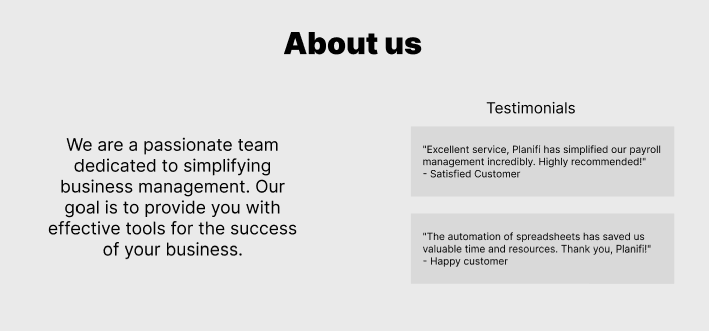 About us
We are a passionate team
dedicated to simplifying
business management. Our
goal is to provide you with
effective tools for the success
of your business.
Testimonials
"Excellent service, Planifi has simplified our payroll
management incredibly. Highly recommended!"
- Satisfied Customer
"The automation of spreadsheets has saved us
valuable time and resources. Thank you, Planifi!"
- Happy customer